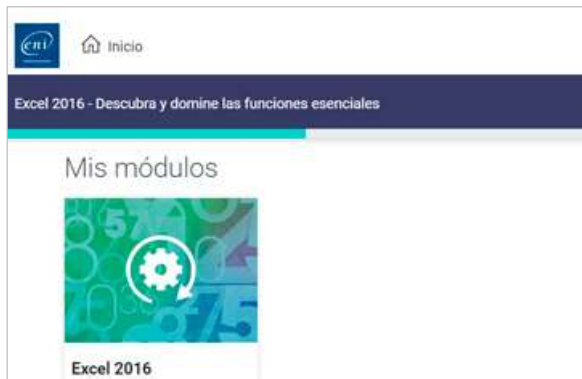 eni
Inicio
Excel 2016 - Descubra y domine las funciones esenciales
Mis módulos
Excel 2016